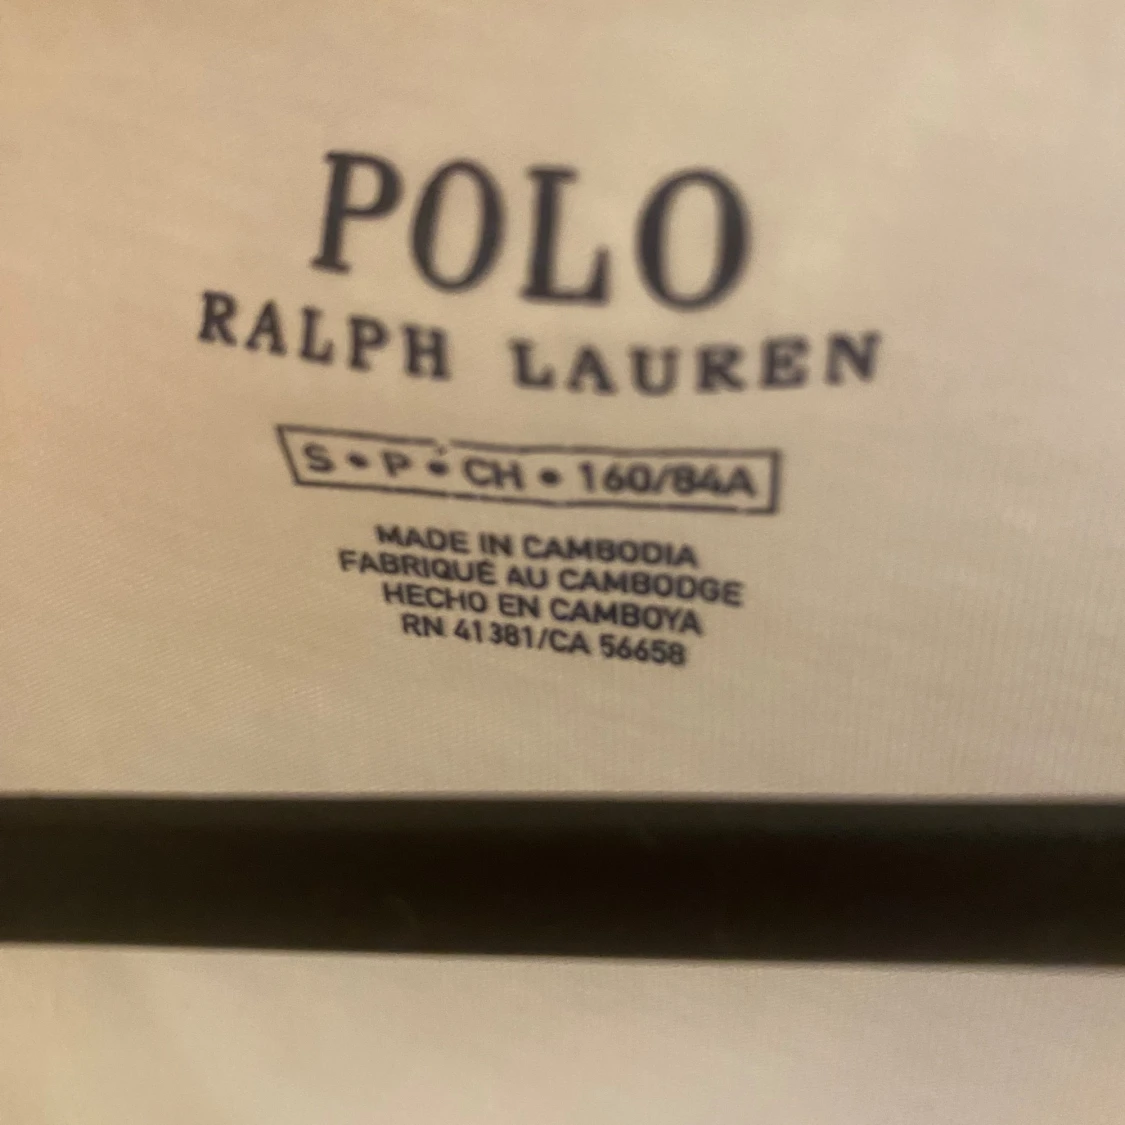 POLO
RALPH LAUREN
S • P • CH • 160/84A
MADE IN CAMBODIA
FABRIQUÉ AU CAMBODGE
HECHO EN CAMBOYA
RN 41381/CA 56658